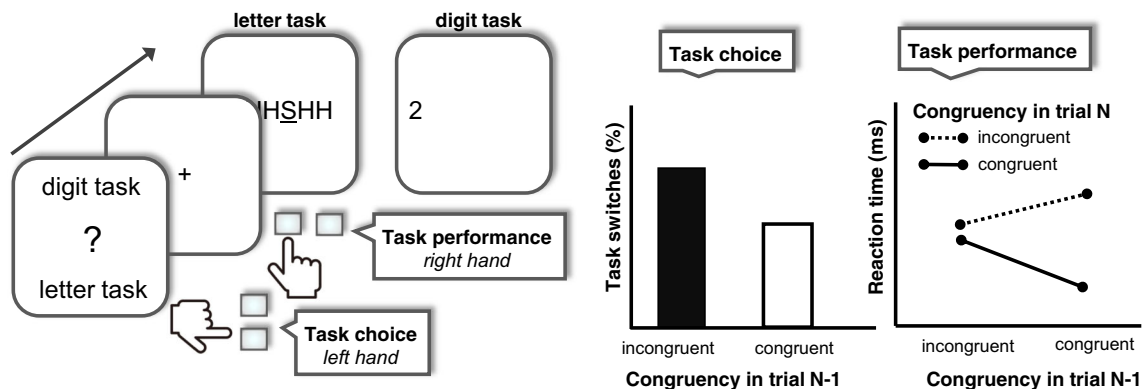 letter task
digit task
HSHH
2
+
digit task
?
letter task
Task performance
right hand
Task choice
left hand
Task choice
Task switches (%)
incongruent
congruent
Congruency in trial N-1
Task performance
Reaction time (ms)
Congruency in trial N
incongruent
congruent
incongruent
congruent
Congruency in trial N-1